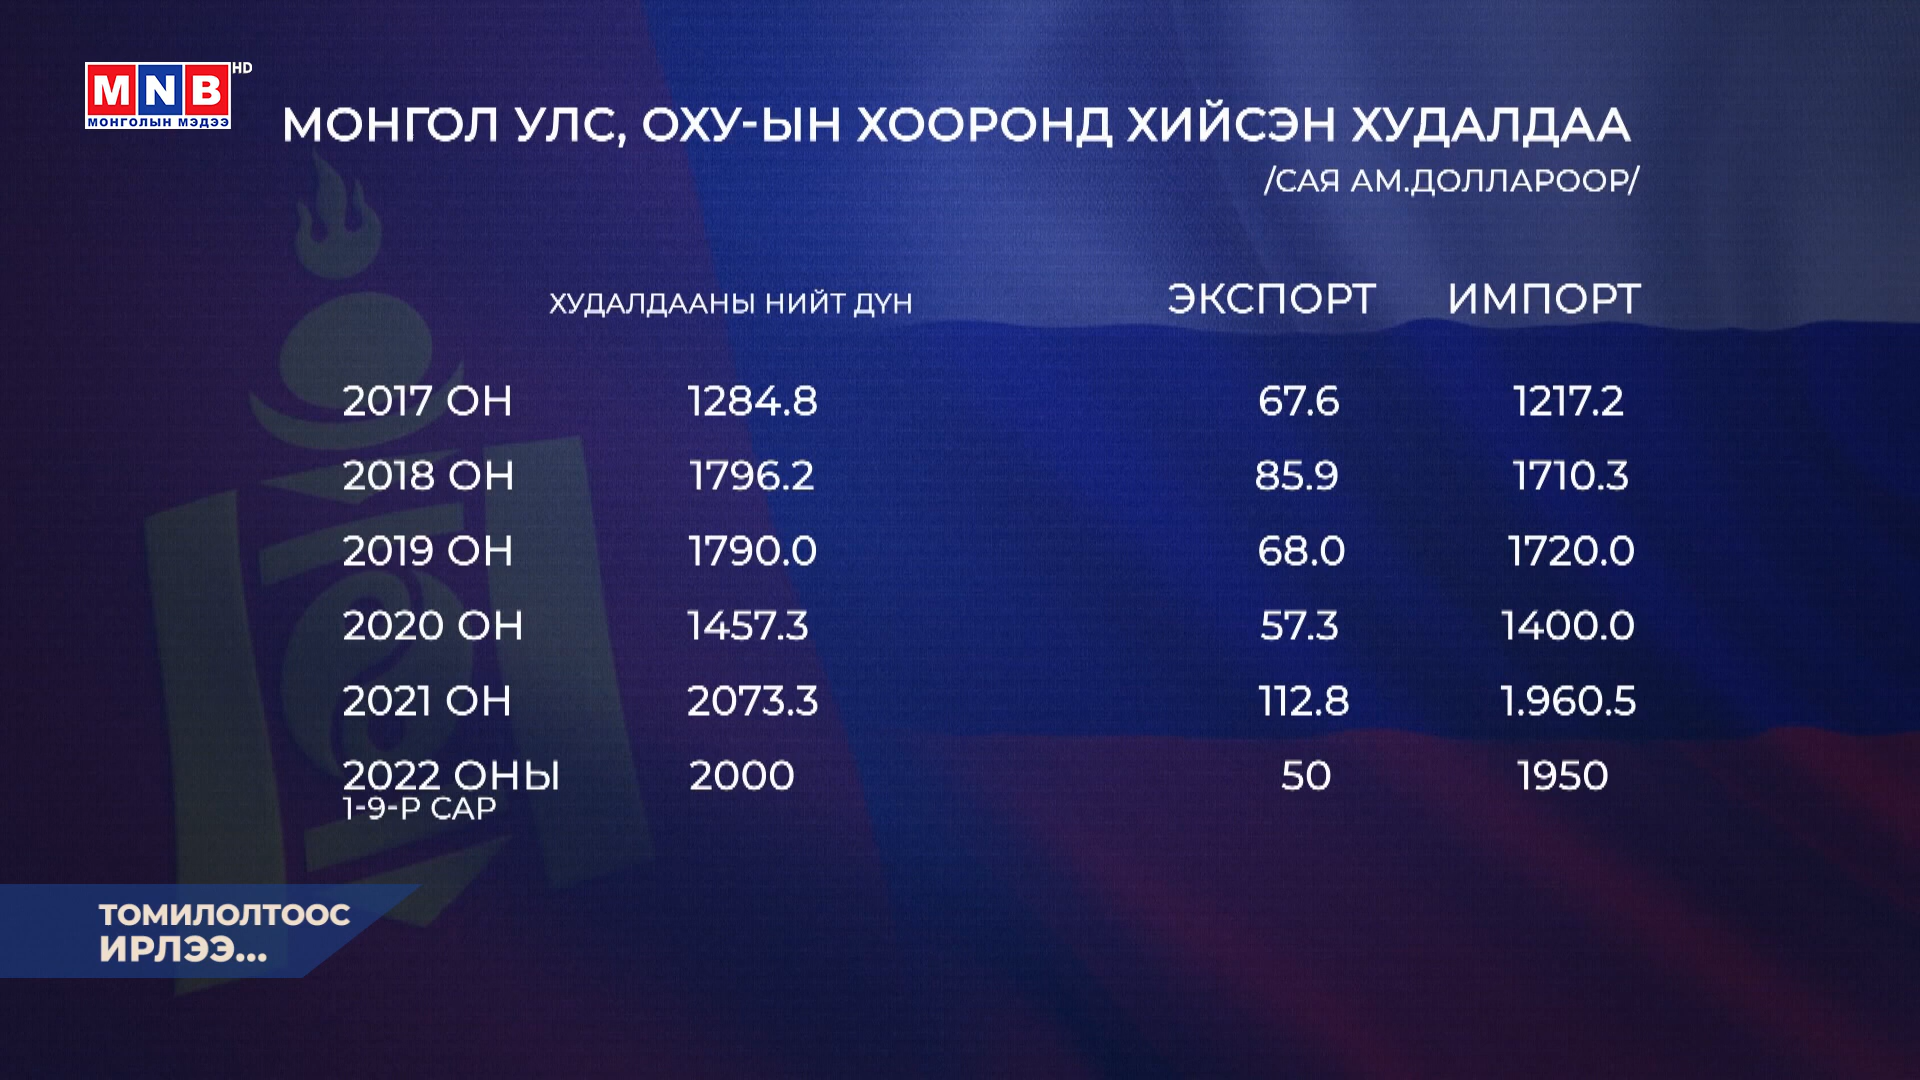 MNB HD
МОНГОЛЫН МЭДЭЭ
МОНГОЛ УЛС, ОХУ-ЫН ХООРОНД ХИЙСЭН ХУДАЛДАА
/САЯ АМ.ДОЛЛАРООР/
ХУДАЛДААНЫ НИЙТ ДҮН ЭКСПОРТ ИМПОРТ
2017 ОН 1284.8 67.6 1217.2
2018 ОН 1796.2 85.9 1710.3
2019 ОН 1790.0 68.0 1720.0
2020 ОН 1457.3 57.3 1400.0
2021 ОН 2073.3 112.8 1.960.5
2022 ОНЫ 2000 50 1950
1-9-Р САР
ТОМИЛОЛТООС
ИРЛЭЭ...